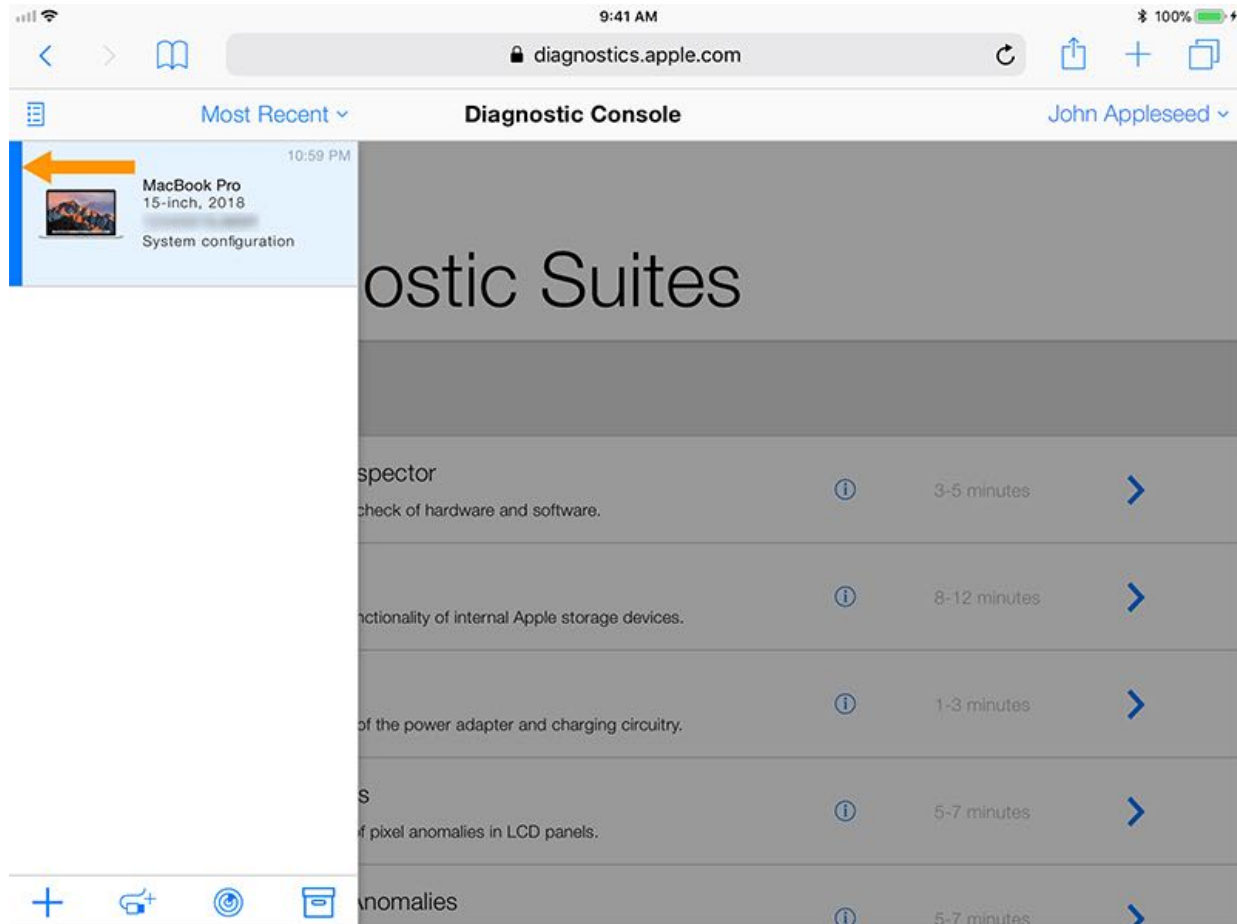 9:41 AM
100%
diagnostics.apple.com
Most Recent
Diagnostic Console
John Appleseed
10:59 PM
MacBook Pro
15-inch, 2018
System configuration
ostic Suites
spector
3-5 minutes
check of hardware and software.
8-12 minutes
nctionality of internal Apple storage devices.
1-3 minutes
of the power adapter and charging circuitry.
s
5-7 minutes
of pixel anomalies in LCD panels.
Anomalies
5-7 minutes